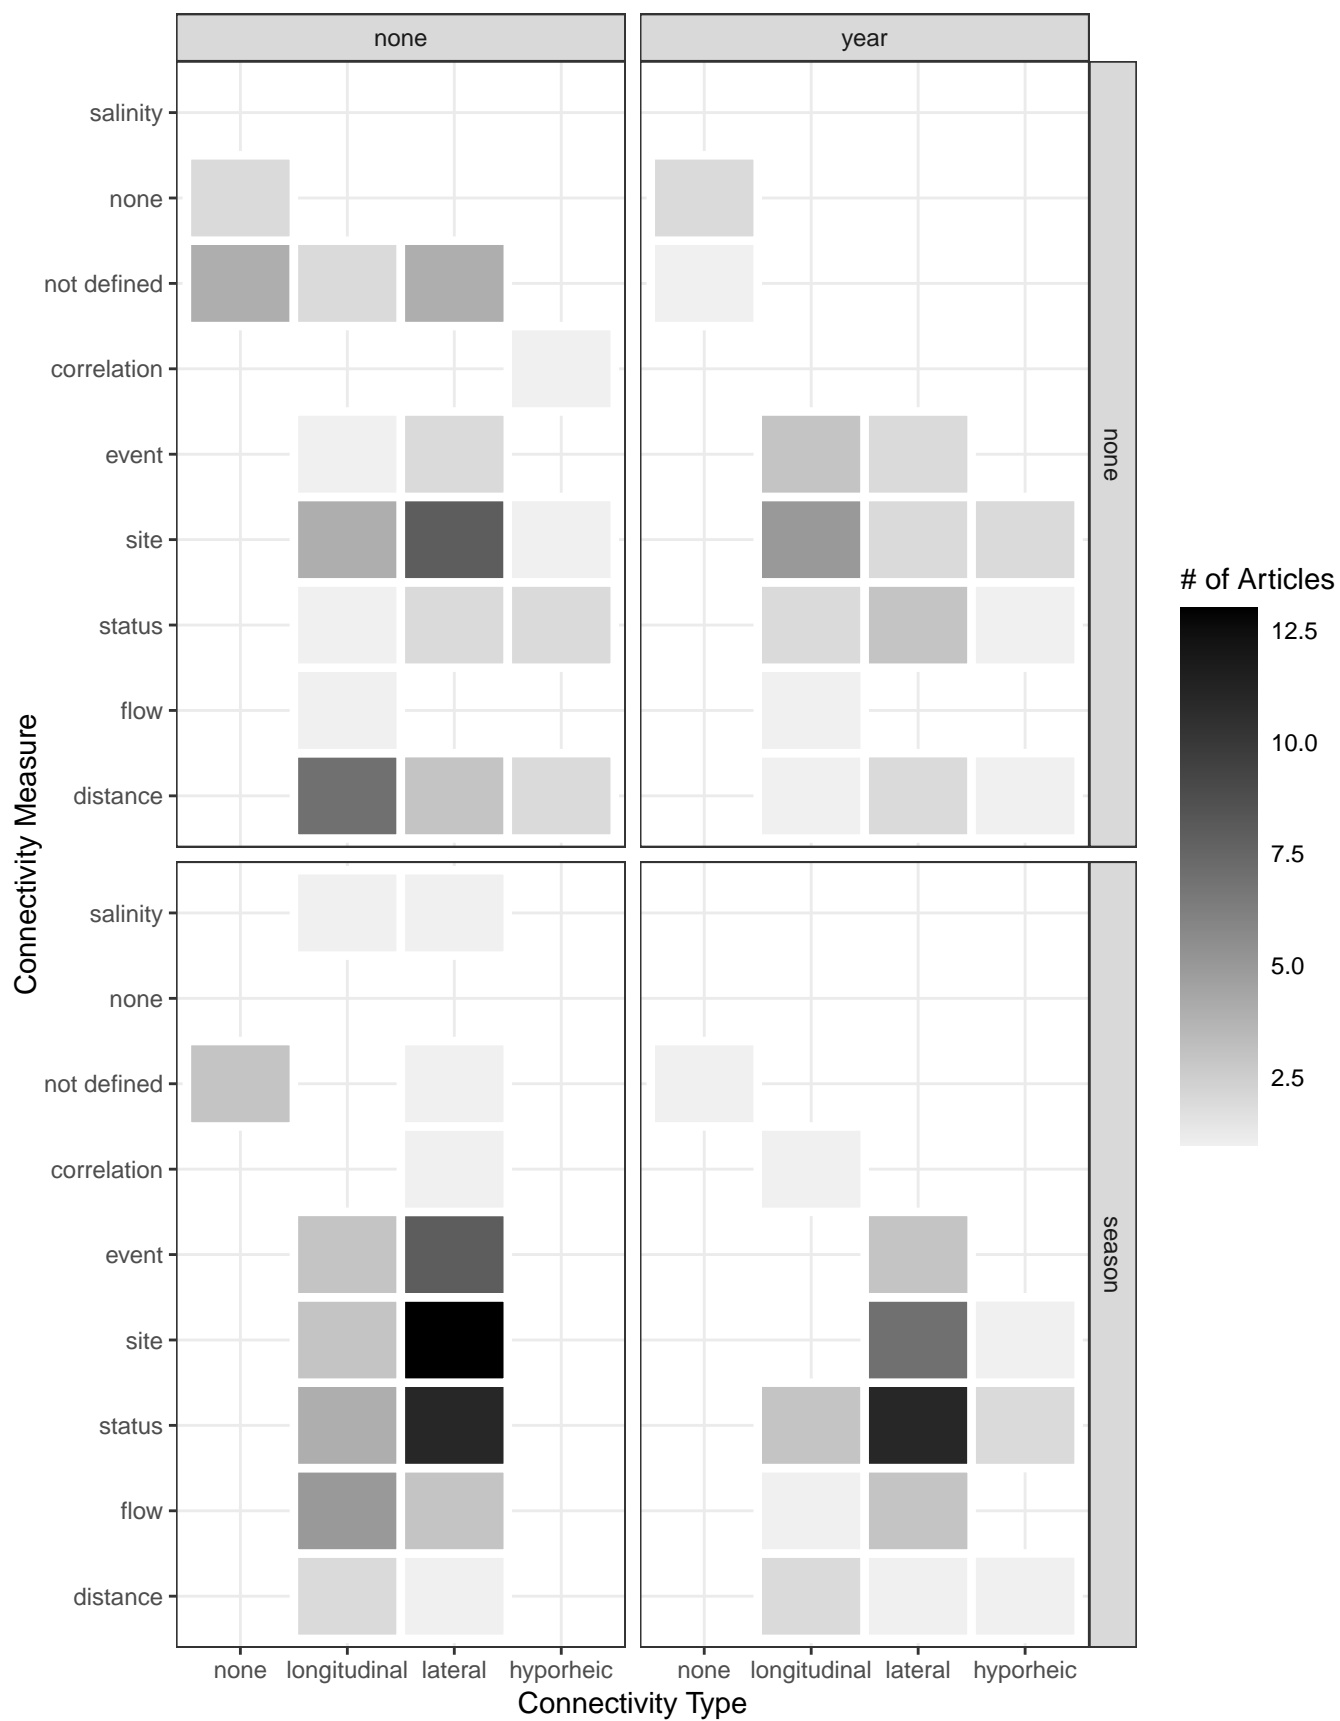 none
year
salinity
none
not defined
correlation
event
site
status
flow
distance
none
salinity
none
not defined
correlation
event
site
status
flow
distance
season
none longitudinal lateral hyporheic
none longitudinal lateral hyporheic
Connectivity Type
Connectivity Measure
# of Articles
12.5
10.0
7.5
5.0
2.5